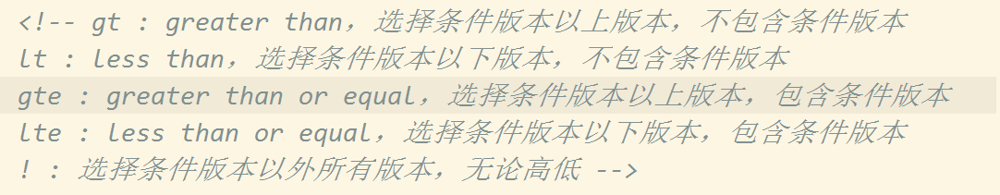 <!-- gt : greater than，选择条件版本以上版本，不包含条件版本
lt : less than，选择条件版本以下版本，不包含条件版本
gte : greater than or equal，选择条件版本以上版本，包含条件版本
lte : less than or equal，选择条件版本以下版本，包含条件版本
! : 选择条件版本以外所有版本，无论高低 -->